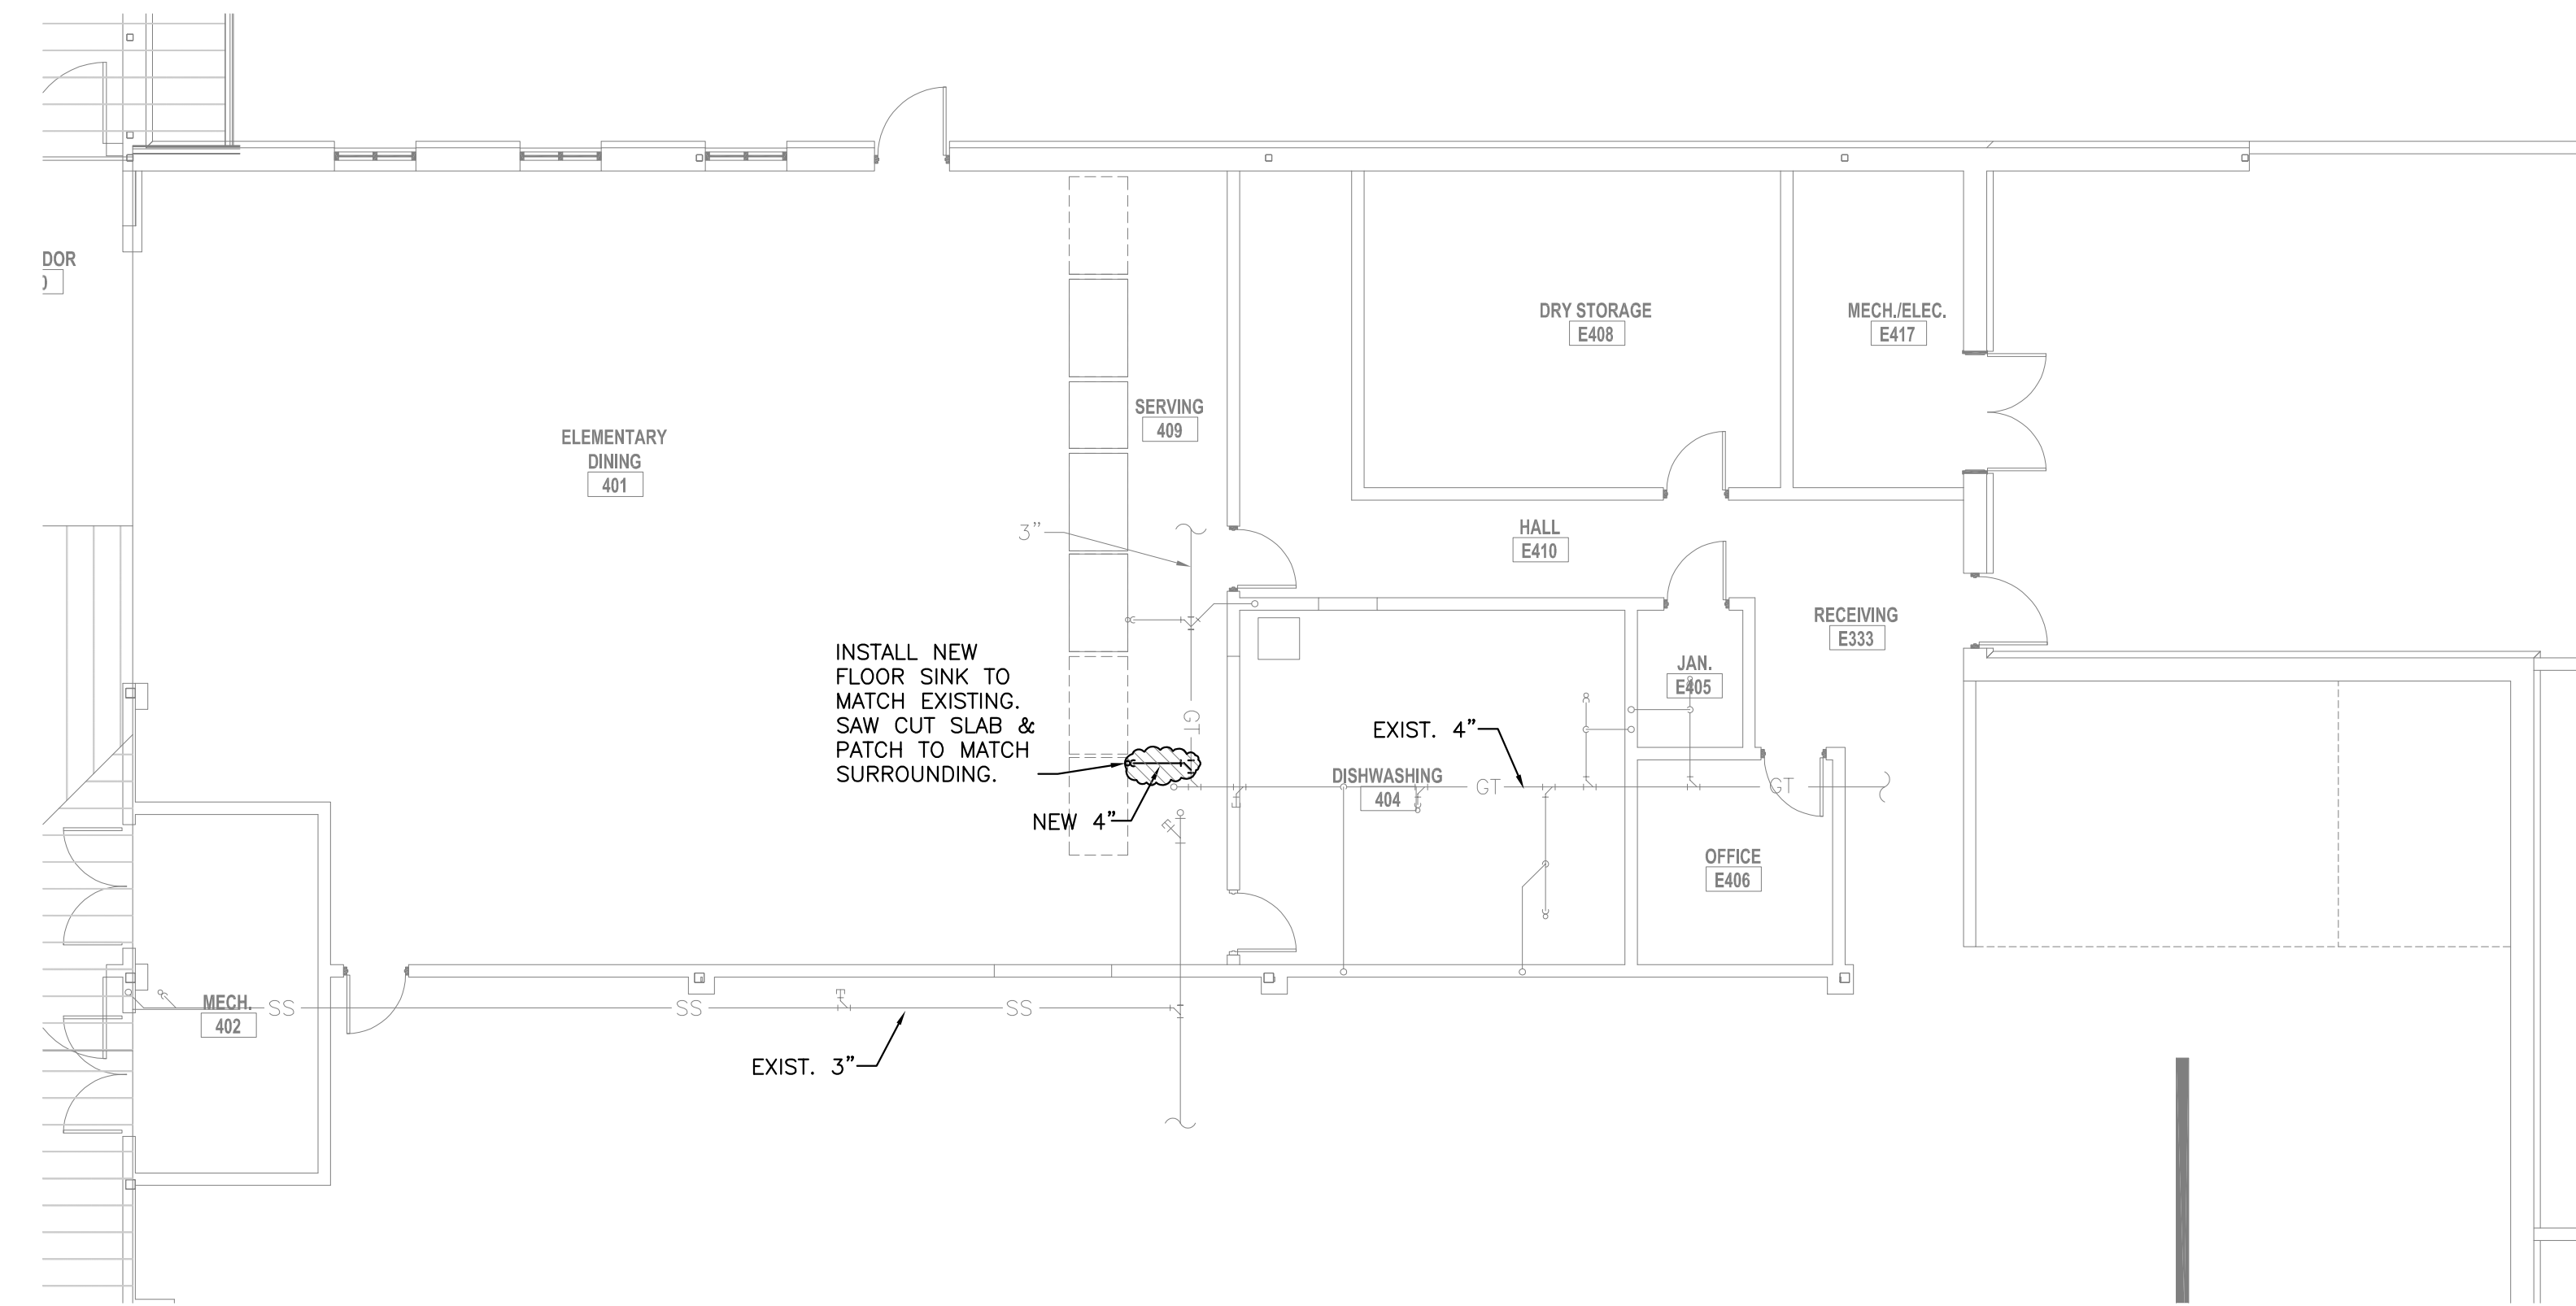 DOR
ELEMENTARY
DINING
401
SERVING
409
DRY STORAGE
E408
MECH./ELEC.
E417
HALL
E410
3"
RECEIVING
E333
JAN.
E405
INSTALL NEW
FLOOR SINK TO
MATCH EXISTING.
SAW CUT SLAB &
PATCH TO MATCH
SURROUNDING.
NEW 4"
GT
EXIST. 4"
DISHWASHING
404
GT
GT
OFFICE
E406
MECH.
402
SS
SS
SS
EXIST. 3"